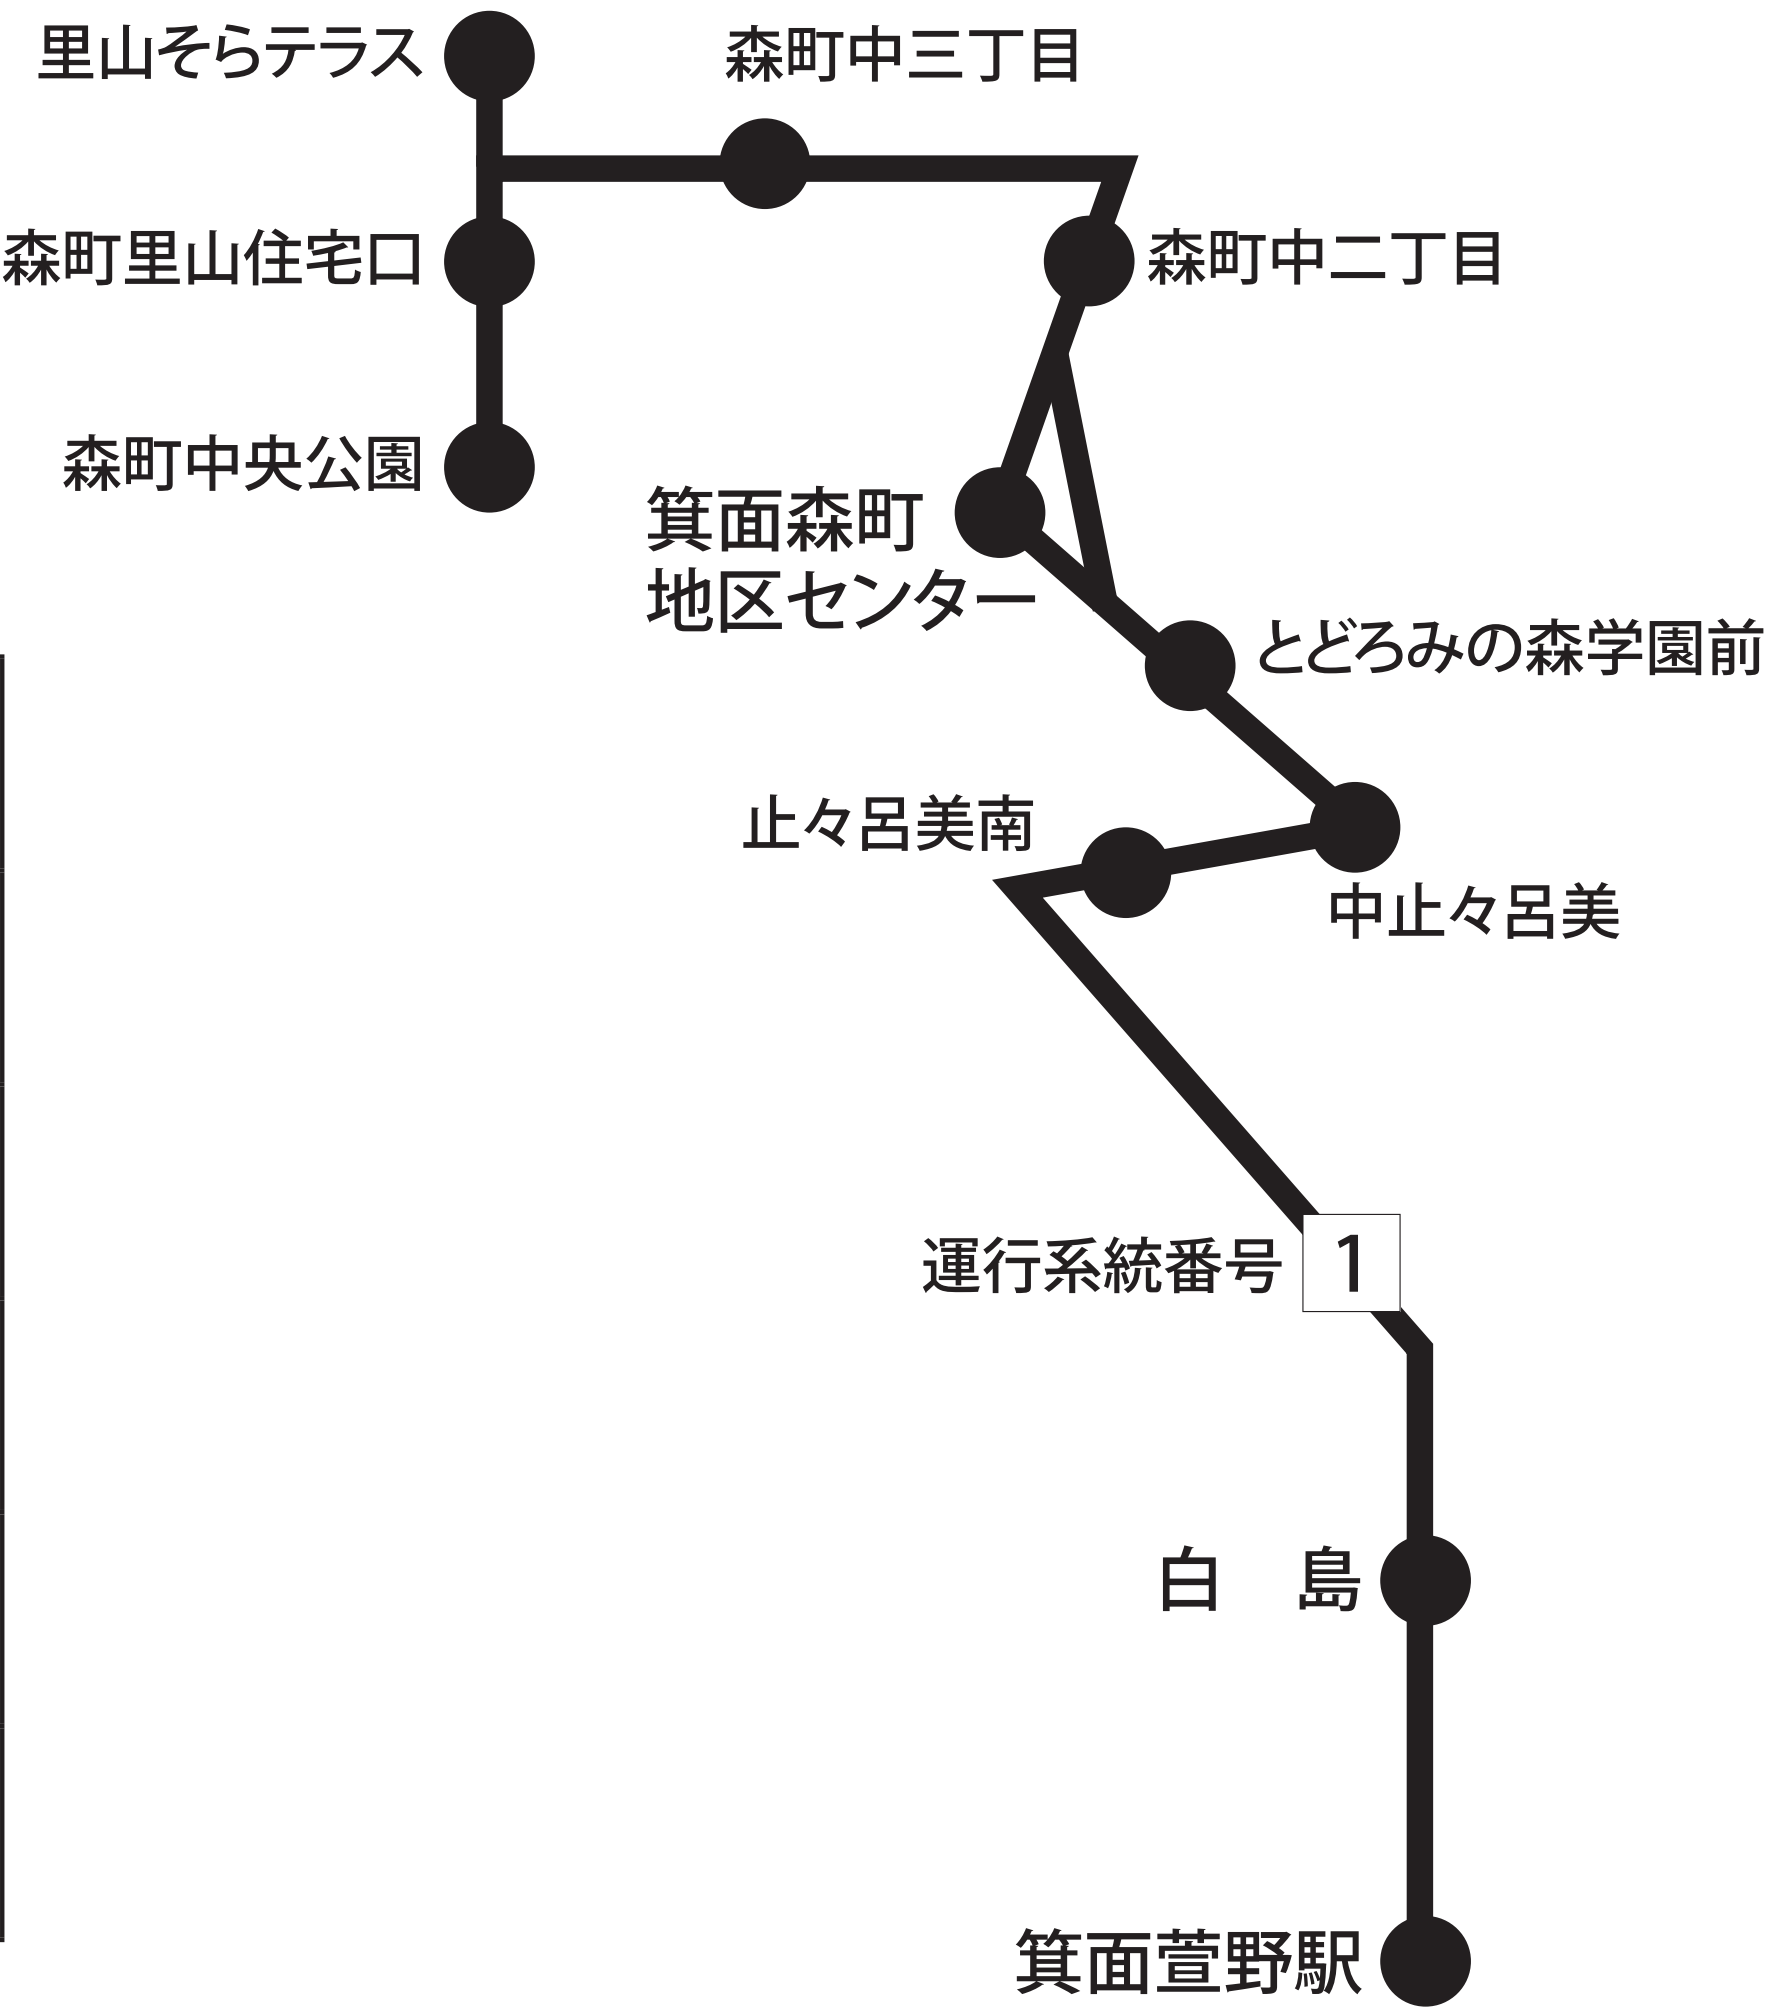 里山そらテラス
森町中三丁目
森町里山住宅口
森町中二丁目
森町中央公園
箕面森町
地区センター
とどろみの森学園前
止々呂美南
中止々呂美
運行系統番号 1
白 島
箕面萱野駅